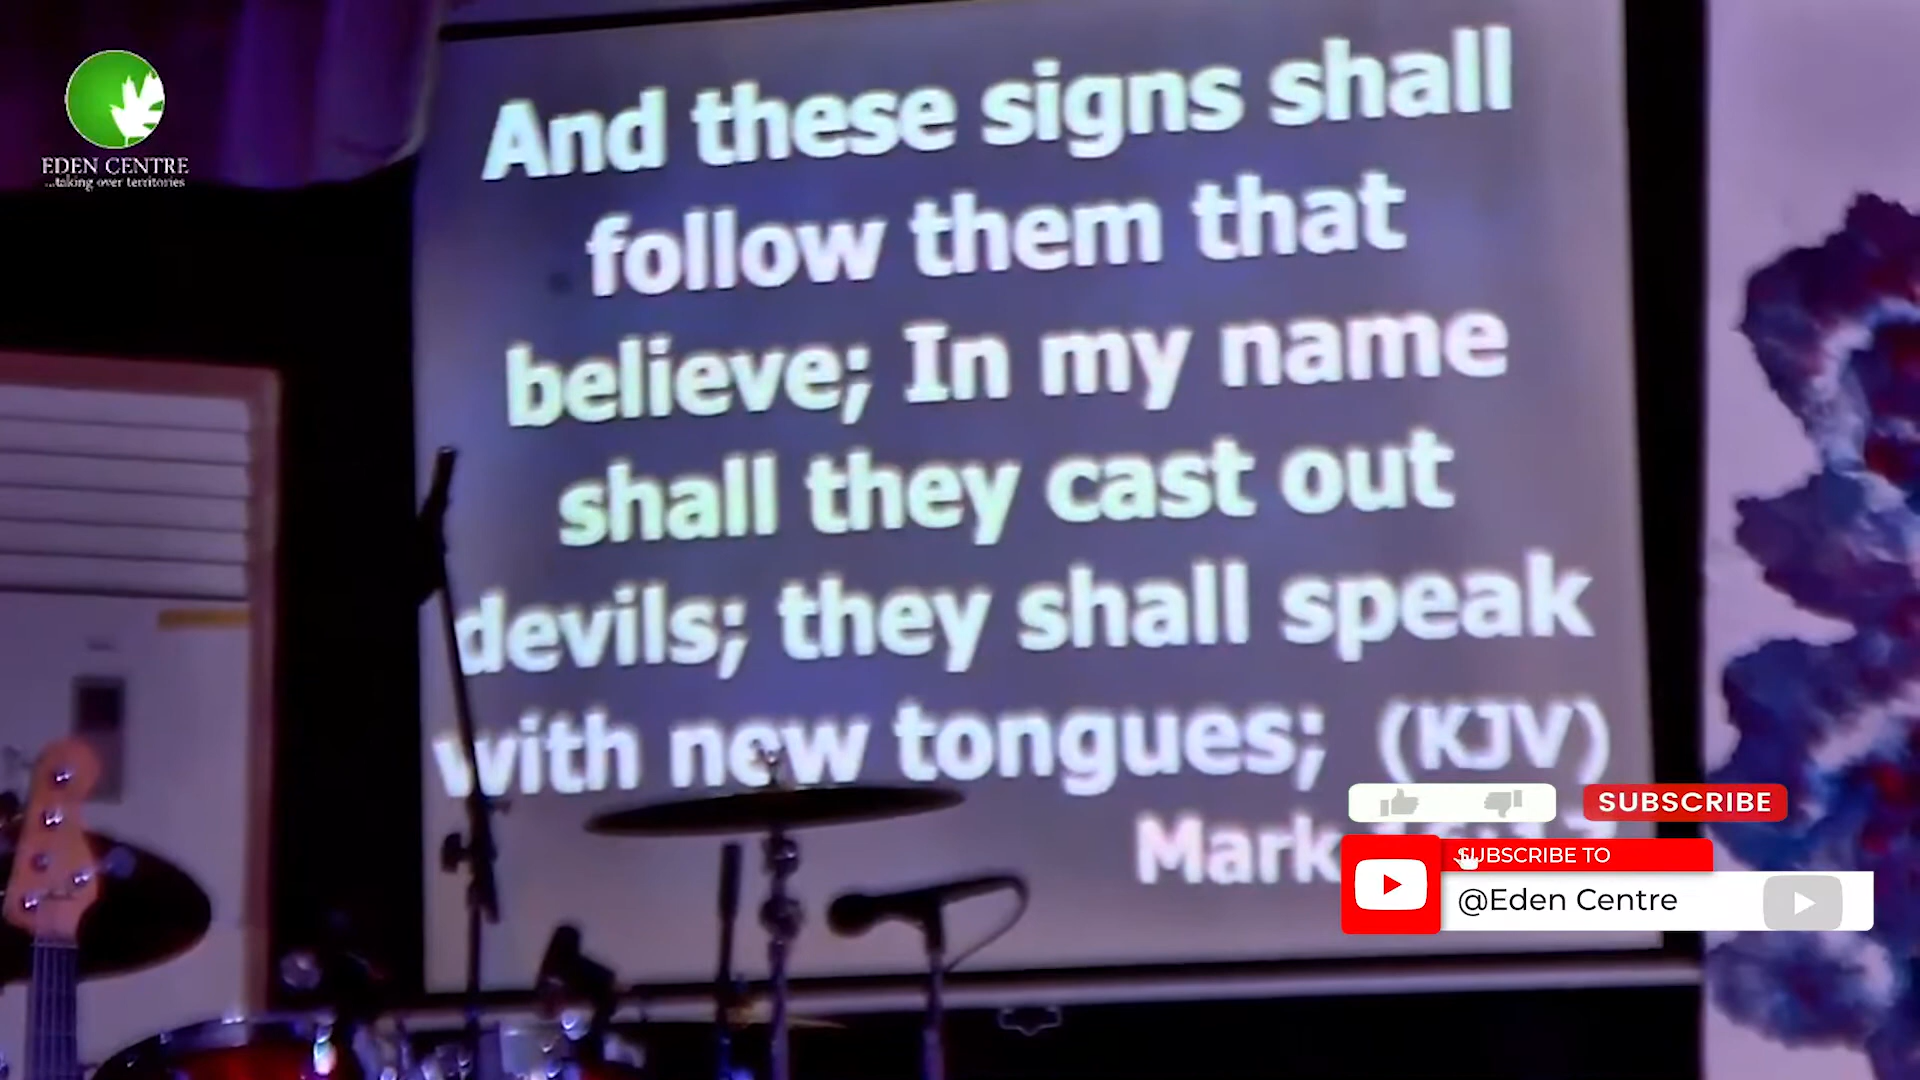 EDEN CENTRE
...taking over territories
And these signs shall
follow them that
believe; In my name
shall they cast out
devils; they shall speak
with new tongues; (KJV)
Mark
SUBSCRIBE
SUBSCRIBE TO
@Eden Centre